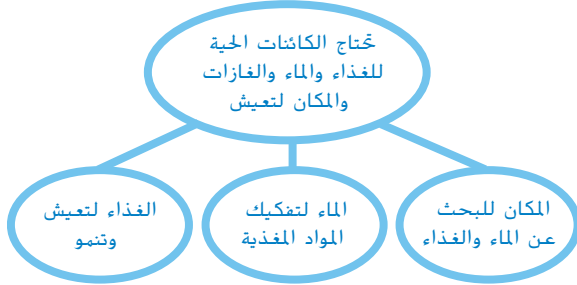 تحتاج الكائنات الحية
للغذاء والماء والغازات
والمكان لتعيش
المكان للبحث
عن الماء والغذاء
الماء لتفكيك
المواد المغذية
الغذاء لتعيش
وتنمو